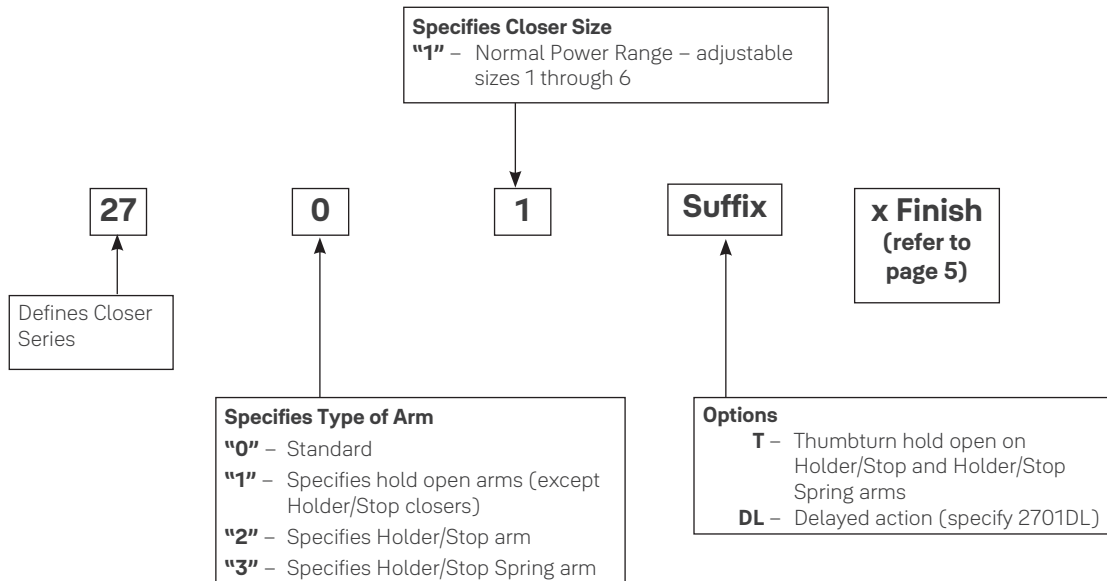 Specifies Closer Size
“1” – Normal Power Range – adjustable
sizes 1 through 6
27
0
1
Suffix
x Finish
(refer to
page 5)
Defines Closer
Series
Specifies Type of Arm
“0” – Standard
“1” – Specifies hold open arms (except
Holder/Stop closers)
“2” – Specifies Holder/Stop arm
“3” – Specifies Holder/Stop Spring arm
Options
T – Thumbturn hold open on
Holder/Stop and Holder/Stop
Spring arms
DL – Delayed action (specify 2701DL)